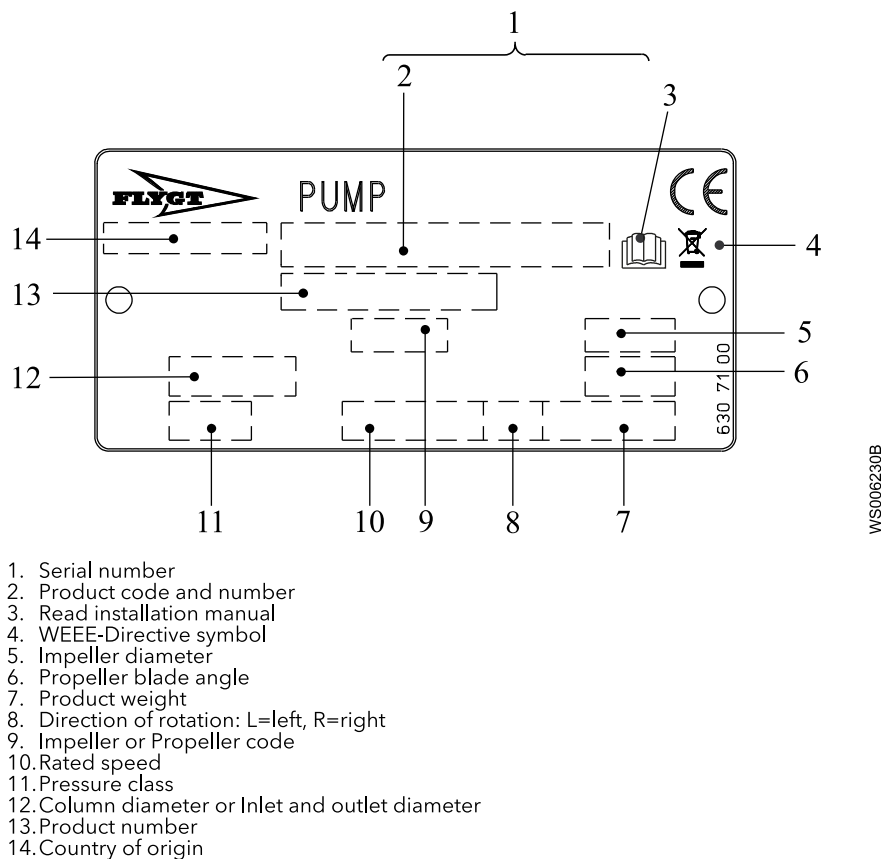 1
2
3
FLYGT
PUMP
CE
14
4
13
5
12
6
630 71 00
11
10
9
8
7
WS006230B
1. Serial number
2. Product code and number
3. Read installation manual
4. WEEE-Directive symbol
5. Impeller diameter
6. Propeller blade angle
7. Product weight
8. Direction of rotation: L=left, R=right
9. Impeller or Propeller code
10.Rated speed
11.Pressure class
12.Column diameter or Inlet and outlet diameter
13.Product number
14.Country of origin